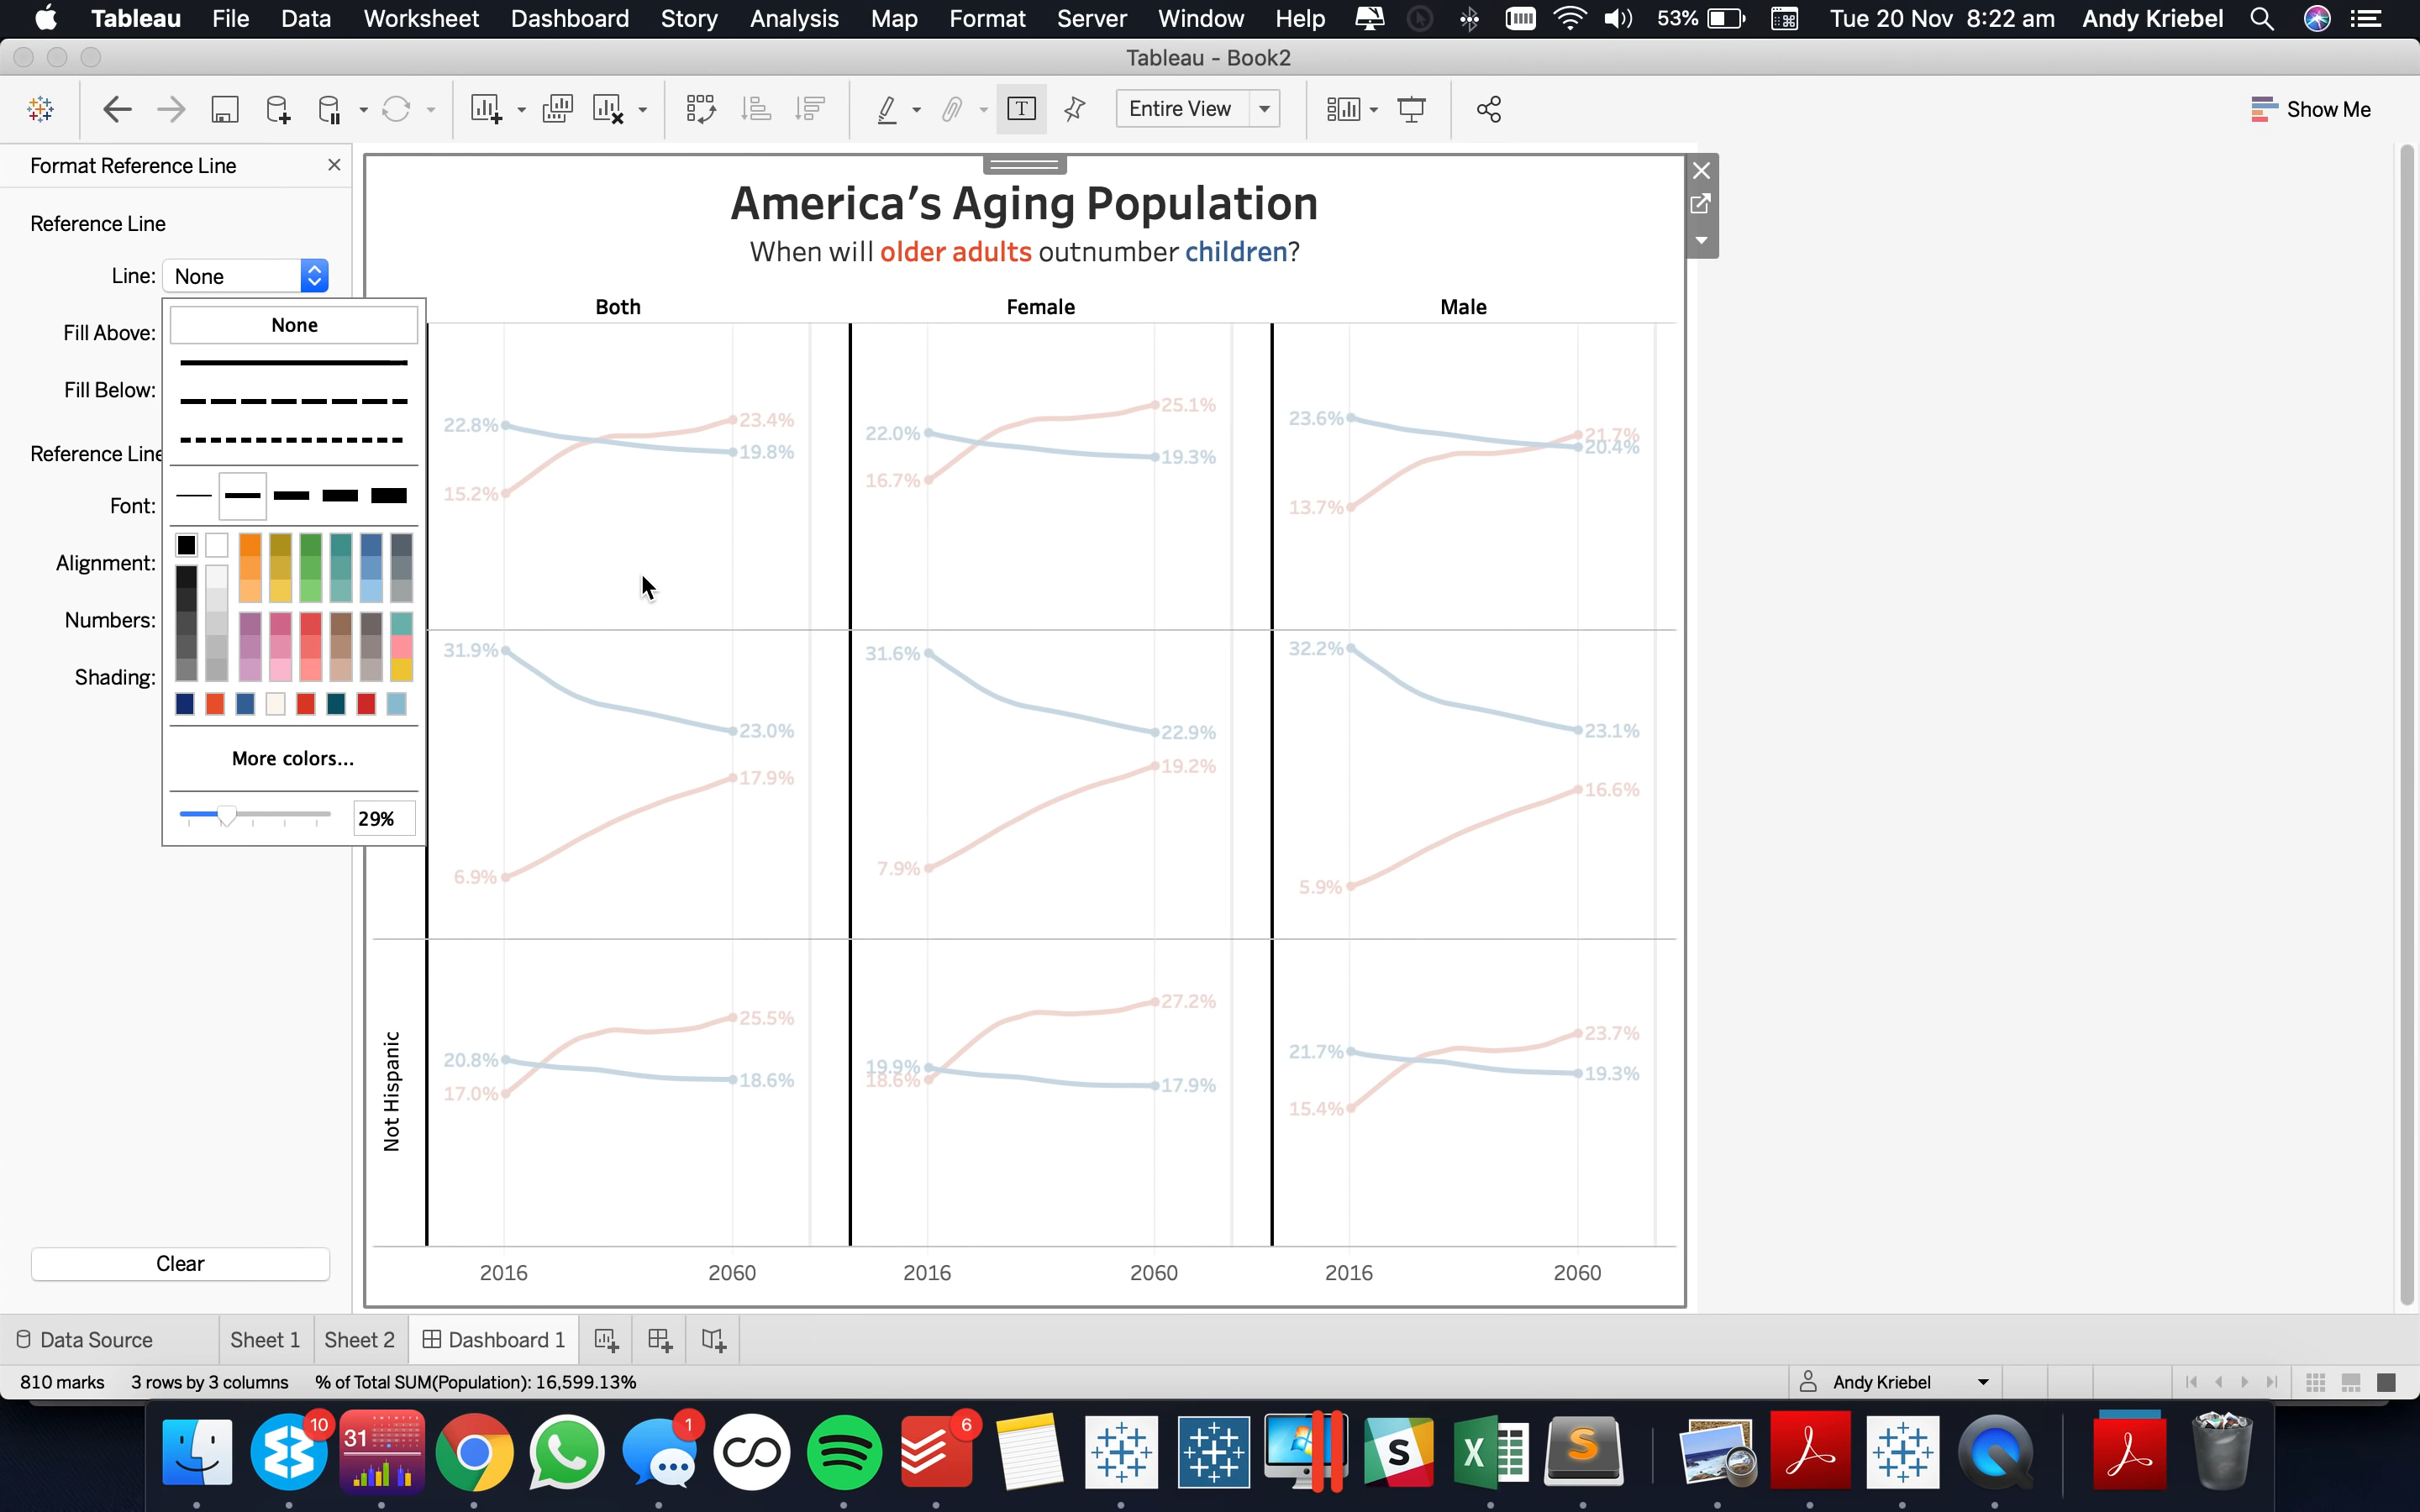 Tableau File Data Worksheet Dashboard Story Analysis Map Format Server Window Help 53% Tue 20 Nov 8:22 am Andy Kriebel
Tableau - Book2
Entire View
Show Me
Format Reference Line
Reference Line
Line: None
None
Fill Above:
Fill Below:
Reference Line
Font:
Alignment:
Numbers:
Shading:
More colors...
29%
Clear
America's Aging Population
When will older adults outnumber children?
Both Female Male
22.8% 23.4% 19.8% 15.2%
22.0% 25.1% 19.3% 16.7%
23.6% 21.7% 20.4% 13.7%
31.9% 23.0% 17.9% 6.9%
31.6% 22.9% 19.2% 7.9%
32.2% 23.1% 16.6% 5.9%
Not Hispanic
20.8% 25.5% 18.6% 17.0%
19.9% 27.2% 18.6% 17.9%
21.7% 23.7% 19.3% 15.4%
2016 2060 2016 2060 2016 2060
Data Source Sheet 1 Sheet 2 Dashboard 1
810 marks 3 rows by 3 columns % of Total SUM(Population): 16,599.13% Andy Kriebel
10 31 1 6 S X S